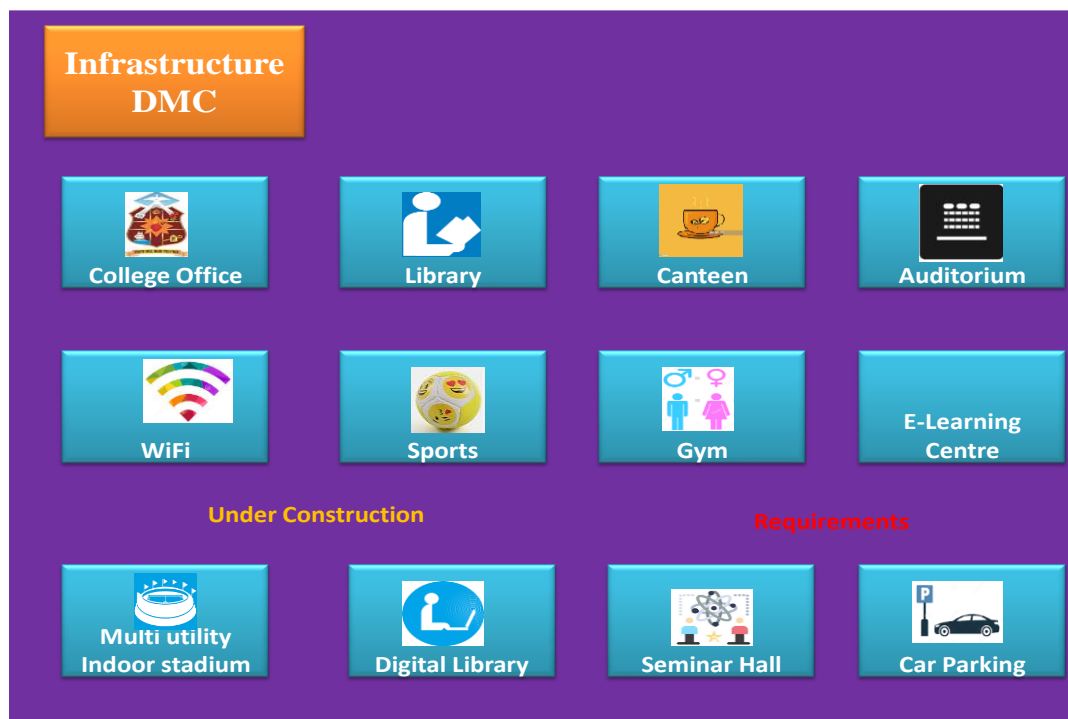 Infrastructure
DMC
College Office
Library
Canteen
Auditorium
WiFi
Sports
Gym
E-Learning
Centre
Under Construction
Requirements
Multi utility
Indoor stadium
Digital Library
Seminar Hall
P
Car Parking